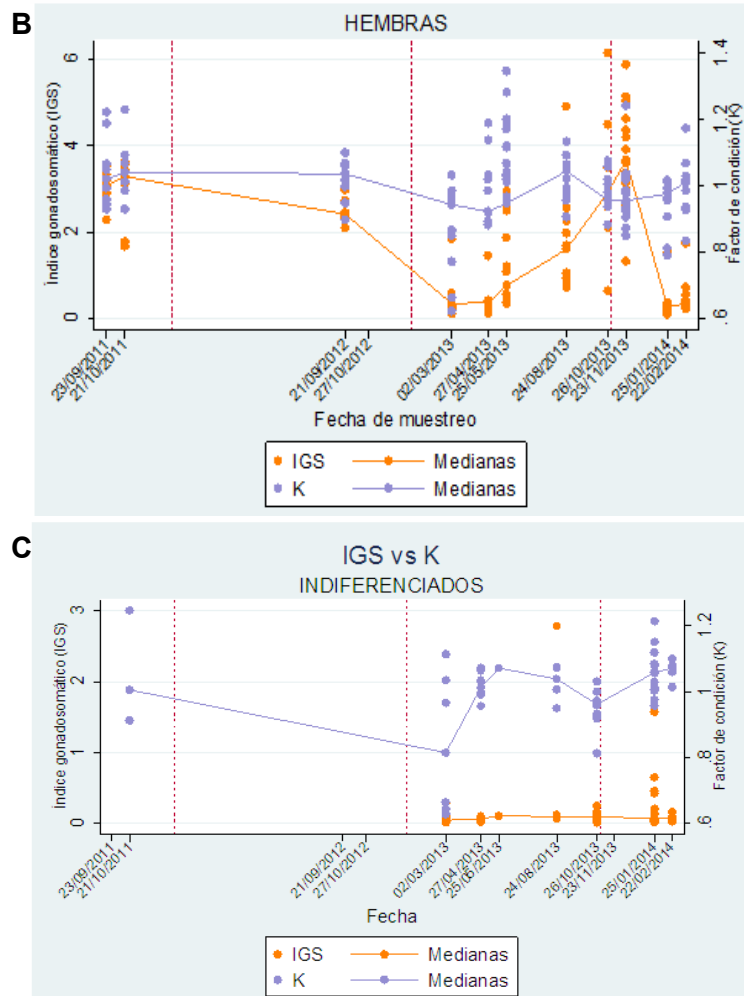 B
HEMBRAS
Índice gonadosomático (IGS)
0
2
4
6
Factor de condición (K)
.6
.8
1
1.2
1.4
23/09/2011
21/10/2011
21/09/2012
27/10/2012
02/03/2013
27/04/2013
25/05/2013
24/08/2013
26/10/2013
23/11/2013
25/01/2014
22/02/2014
Fecha de muestreo
IGS Medianas
K Medianas
C
IGS vs K
INDIFERENCIADOS
Índice gonadosomático (IGS)
0
1
2
3
Factor de condición (K)
.6
.8
1
1.2
23/09/2011
21/10/2011
21/09/2012
27/10/2012
02/03/2013
27/04/2013
25/05/2013
24/08/2013
26/10/2013
23/11/2013
25/01/2014
22/02/2014
Fecha
IGS Medianas
K Medianas